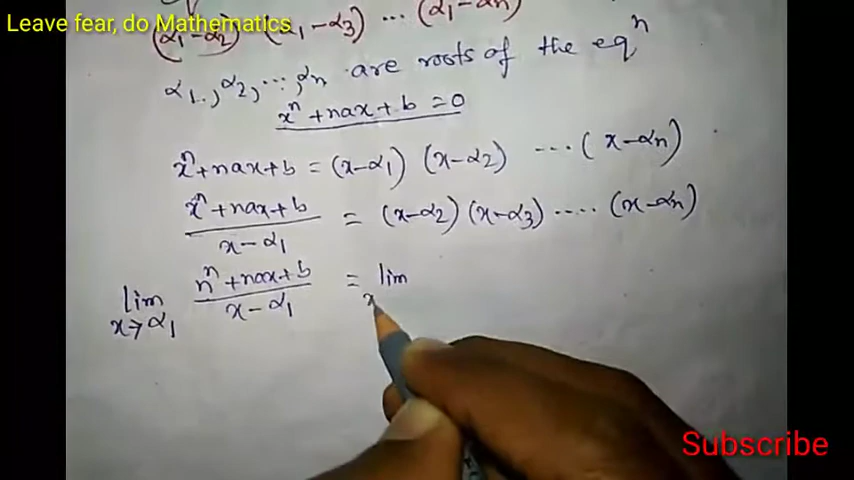 Leave fear, do Mathematics
(α₁-α₂) (α₁-α₃) ... (α₁-αn)
α₁, α₂, ..., αn are roots of the eqⁿ
xⁿ + nax + b = 0
xⁿ + nax + b = (x-α₁) (x-α₂) ... (x-αn)
(xⁿ + nax + b)/(x-α₁) = (x-α₂) (x-α₃) ..... (x-αn)
lim x→α₁ (nⁿ + nax + b)/(x-α₁) = lim x
Subscribe